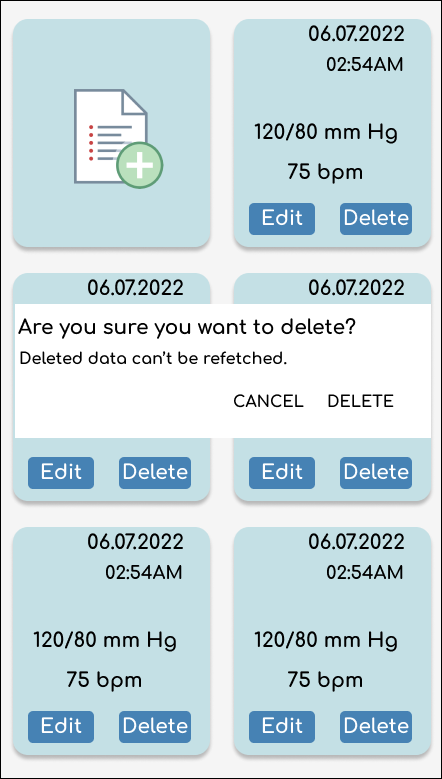 06.07.2022
02:54AM
120/80 mm Hg
75 bpm
Edit Delete
06.07.2022
06.07.2022
Are you sure you want to delete?
Deleted data can't be refetched.
CANCEL DELETE
Edit Delete
Edit Delete
06.07.2022
02:54AM
120/80 mm Hg
75 bpm
Edit Delete
06.07.2022
02:54AM
120/80 mm Hg
75 bpm
Edit Delete